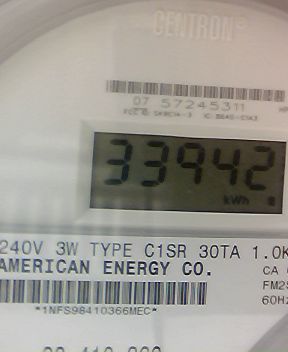 CENTRON®
07 57245311
33942
kWh
240V 3W TYPE C1SR 30TA 1.0K
AMERICAN ENERGY CO.
CA
FM2S
*1NFS98410366MEC*
60Hz